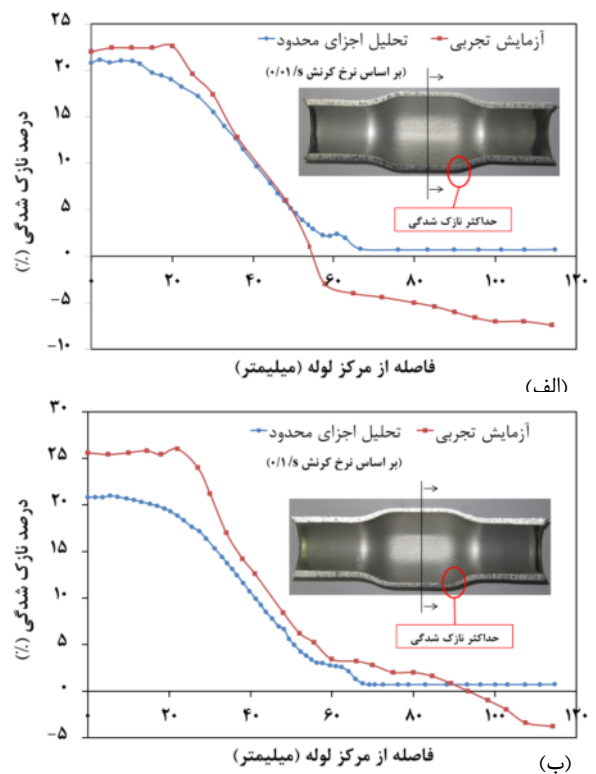 ۲۵
۲۰
۱۵
۱۰
۵
۰
-۵
-۱۰
درصد نازک شدگی (٪)
آزمایش تجربی
تحلیل اجزای محدود
(بر اساس نرخ کرنش ۰/۰۱/s)
حداکثر نازک شدگی
۰ ۲۰ ۴۰ ۶۰ ۸۰ ۱۰۰ ۱۲۰
فاصله از مرکز لوله (میلیمتر)
(الف)
۳۰
۲۵
۲۰
۱۵
۱۰
۵
۰
-۵
درصد نازک شدگی (٪)
آزمایش تجربی
تحلیل اجزای محدود
(بر اساس نرخ کرنش ۰/۱/s)
حداکثر نازک شدگی
۰ ۲۰ ۴۰ ۶۰ ۸۰ ۱۰۰ ۱۲۰
فاصله از مرکز لوله (میلیمتر)
(ب)